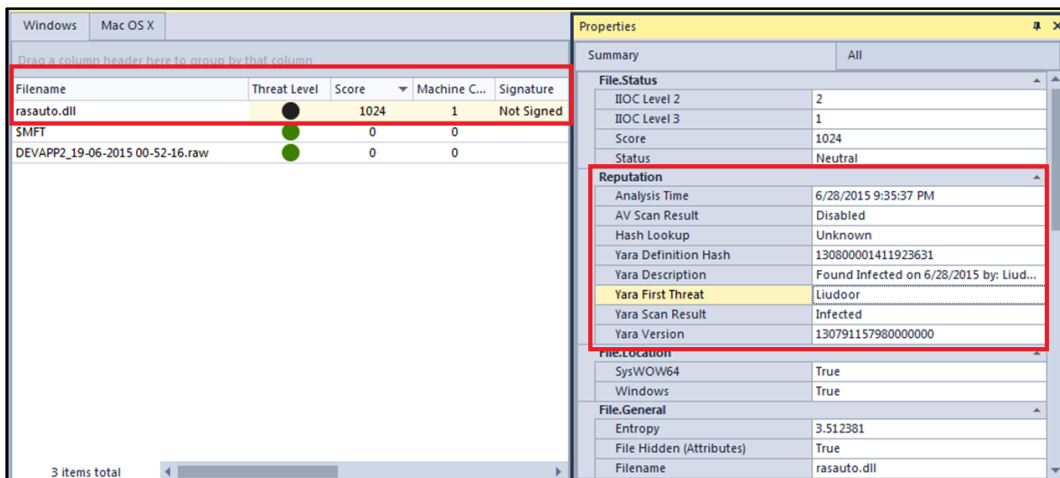 Windows Mac OS X
Drag a column header here to group by that column
Filename Threat Level Score Machine C... Signature
rasauto.dll 1024 1 Not Signed
$MFT 0 0
DEVAPP2_19-06-2015 00-52-16.raw 0 0
3 items total
Properties
Summary All
File.Status
IIOC Level 2 2
IIOC Level 3 1
Score 1024
Status Neutral
Reputation
Analysis Time 6/28/2015 9:35:37 PM
AV Scan Result Disabled
Hash Lookup Unknown
Yara Definition Hash 130800001411923631
Yara Description Found Infected on 6/28/2015 by: Liud...
Yara First Threat Liudoor
Yara Scan Result Infected
Yara Version 130791157980000000
File.Location
SysWOW64 True
Windows True
File.General
Entropy 3.512381
File Hidden (Attributes) True
Filename rasauto.dll